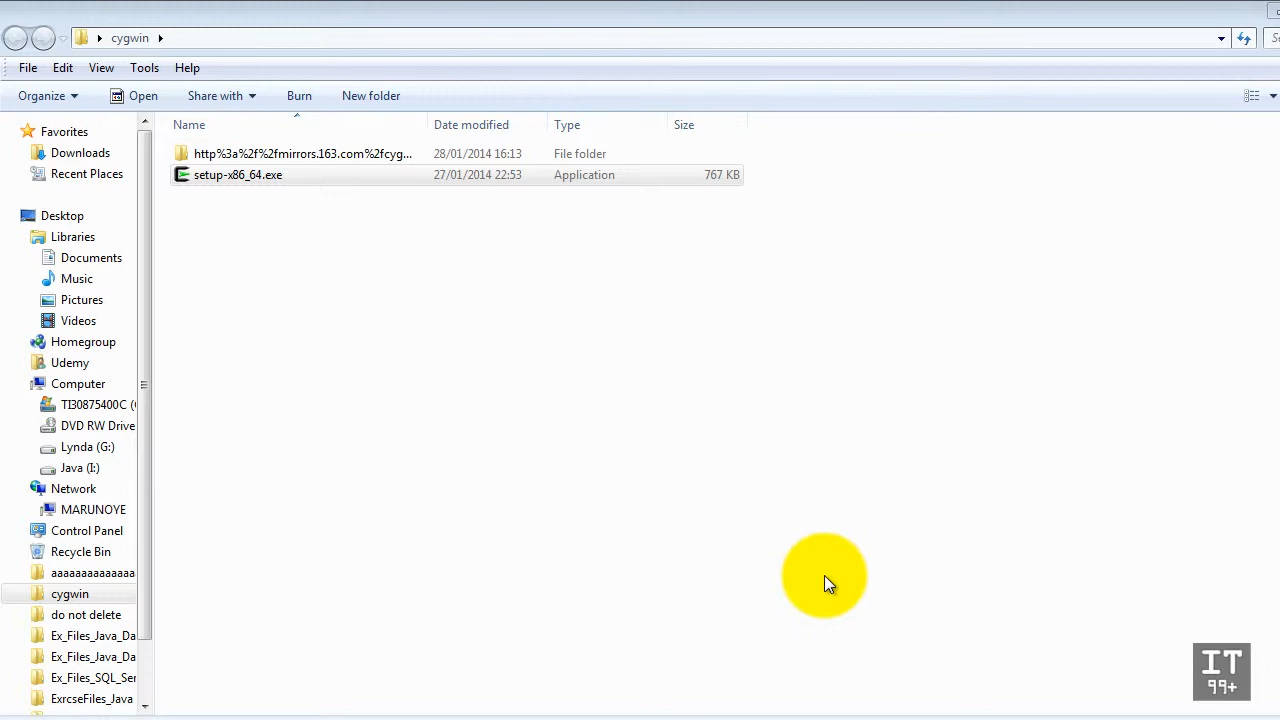 cygwin
Se
File Edit View Tools Help
Organize Open Share with Burn New folder
Name Date modified Type Size
http%3a%2f%2fmirrors.163.com%2fcyg... 28/01/2014 16:13 File folder
setup-x86_64.exe 27/01/2014 22:53 Application 767 KB
Favorites
Downloads
Recent Places
Desktop
Libraries
Documents
Music
Pictures
Videos
Homegroup
Udemy
Computer
TI30875400C (
DVD RW Drive
Lynda (G:)
Java (I:)
Network
MARUNOYE
Control Panel
Recycle Bin
cygwin
do not delete
Ex_Files_Java_Da
Ex_Files_Java_Da
Ex_Files_SQL_Ser
ExrcseFiles_Java
IT
99+